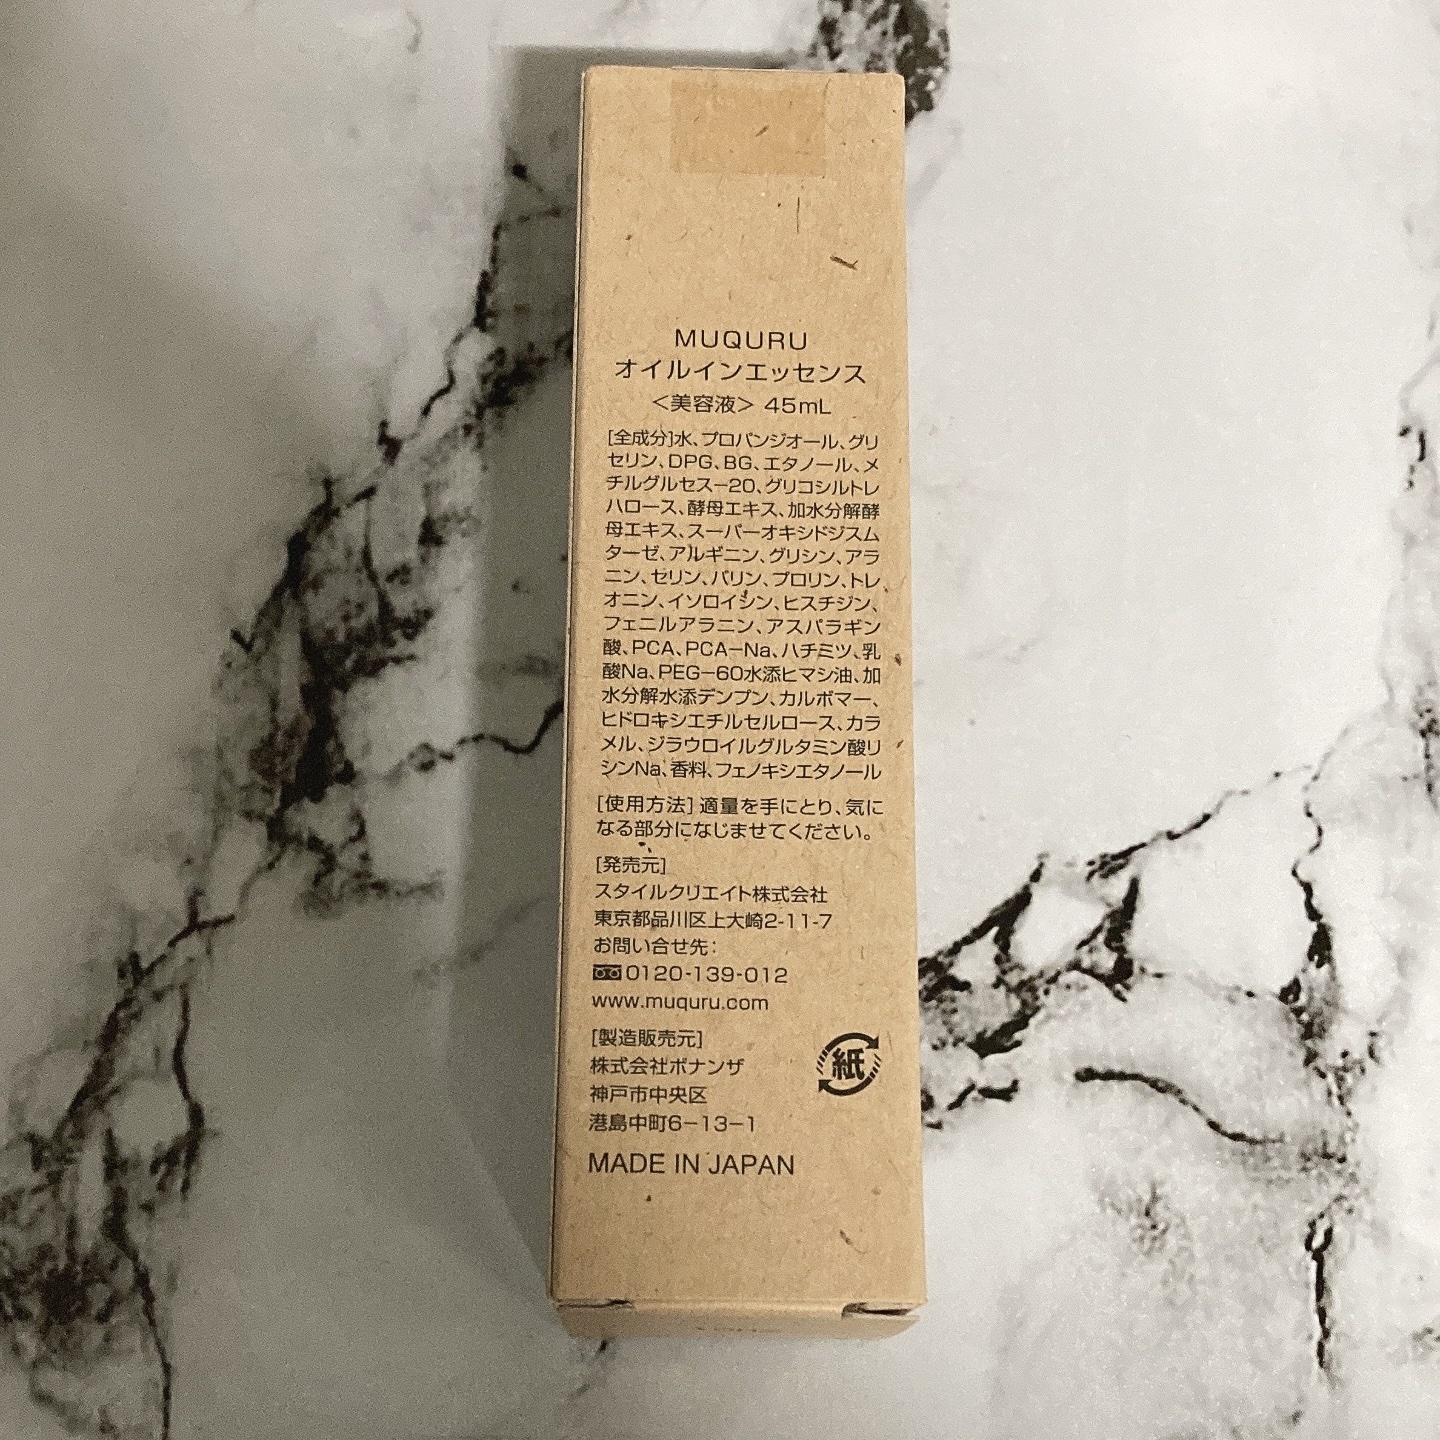 MUQURU
オイルインエッセンス
＜美容液＞ 45mL
[全成分]水、プロパンジオール、グリ
セリン、DPG、BG、エタノール、メ
チルグルセス－20、グリコシルトレ
ハロース、酵母エキス、加水分解酵
母エキス、スーパーオキシドジスム
ターゼ、アルギニン、グリシン、アラ
ニン、セリン、バリン、プロリン、トレ
オニン、イソロイシン、ヒスチジン、
フェニルアラニン、アスパラギン
酸、PCA、PCA－Na、ハチミツ、乳
酸Na、PEG－60水添ヒマシ油、加
水分解水添デンプン、カルボマー、
ヒドロキシエチルセルロース、カラ
メル、ジラウロイルグルタミン酸リ
シンNa、香料、フェノキシエタノール
[使用方法] 適量を手にとり、気に
なる部分になじませてください。
[発売元]
スタイルクリエイト株式会社
東京都品川区上大崎2-11-7
お問い合せ先：
0120-139-012
www.muquru.com
[製造販売元]
株式会社ボナンザ
神戸市中央区
港島中町6－13－1
紙
MADE IN JAPAN